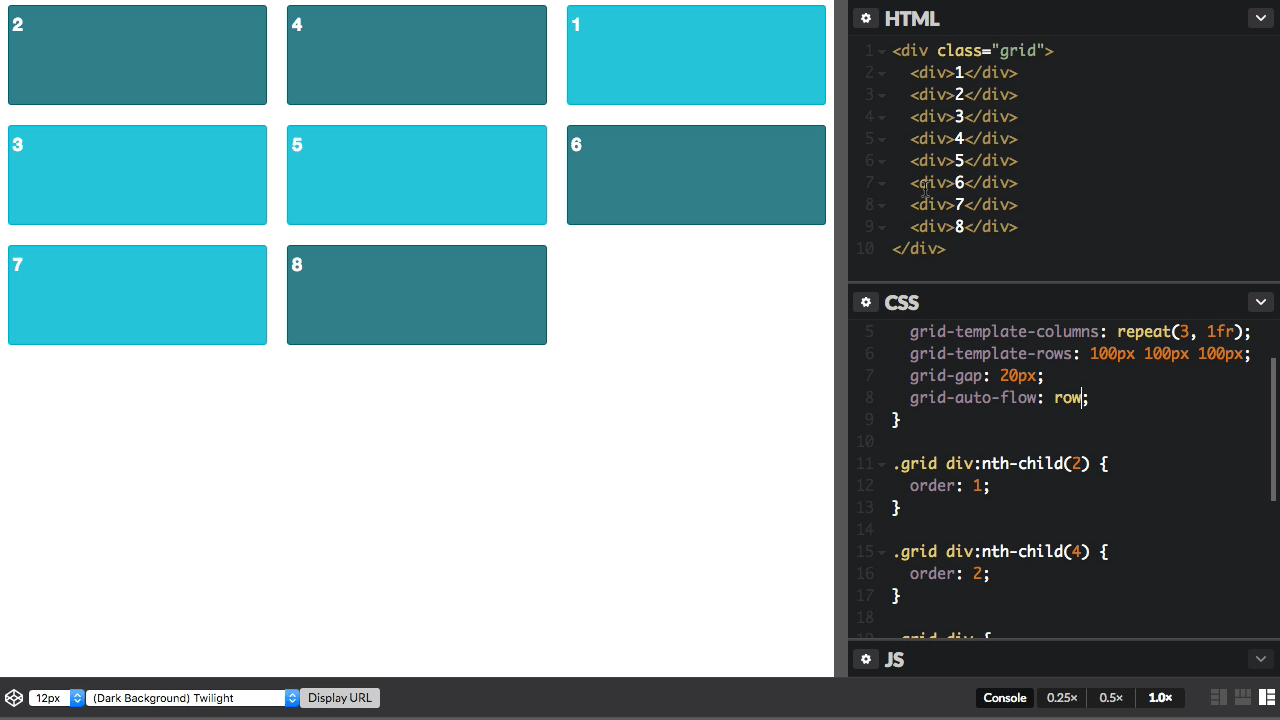 2
4
1
3
5
6
7
8
HTML
1 <div class="grid">
2 <div>1</div>
3 <div>2</div>
4 <div>3</div>
5 <div>4</div>
6 <div>5</div>
7 <div>6</div>
8 <div>7</div>
9 <div>8</div>
10 </div>
CSS
5 grid-template-columns: repeat(3, 1fr);
6 grid-template-rows: 100px 100px 100px;
7 grid-gap: 20px;
8 grid-auto-flow: row;
9 }
10
11 .grid div:nth-child(2) {
12 order: 1;
13 }
14
15 .grid div:nth-child(4) {
16 order: 2;
17 }
18
19 .grid div {
JS
12px (Dark Background) Twilight Display URL Console 0.25× 0.5× 1.0×